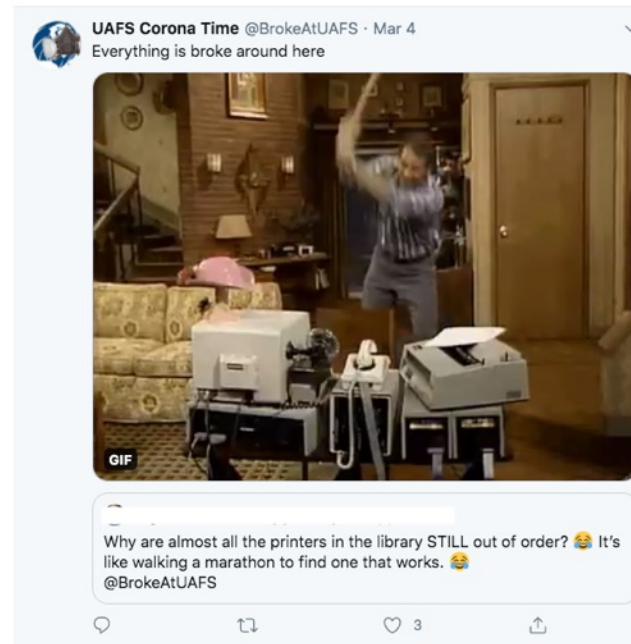 UAFS Corona Time @BrokeAtUAFS · Mar 4
Everything is broke around here
GIF
Why are almost all the printers in the library STILL out of order? 😂 It's
like walking a marathon to find one that works. 😂
@BrokeAtUAFS
3